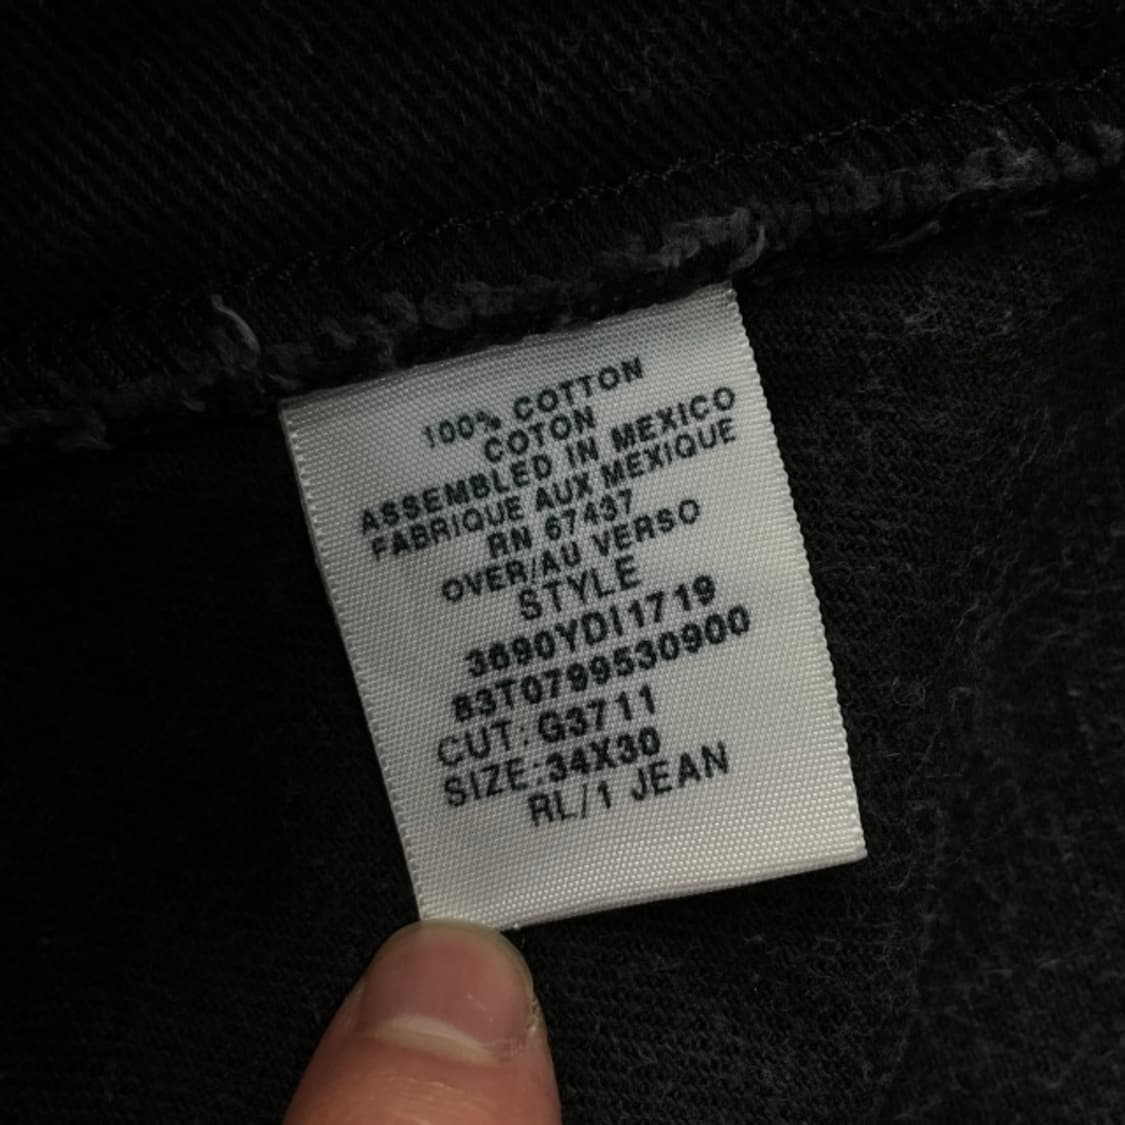 100% COTTON
COTON
ASSEMBLED IN MEXICO
FABRIQUE AUX MEXIQUE
RN 67437
OVER/AU VERSO
STYLE
3690YDI1719
83T0799530900
CUT: G3711
SIZE:34X30
RL/1 JEAN